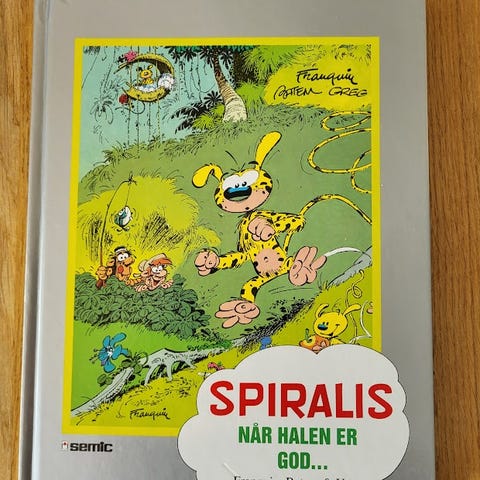 Franquin
BATEM GREG
Franquin
SPIRALIS
NÅR HALEN ER
GOD...
semic